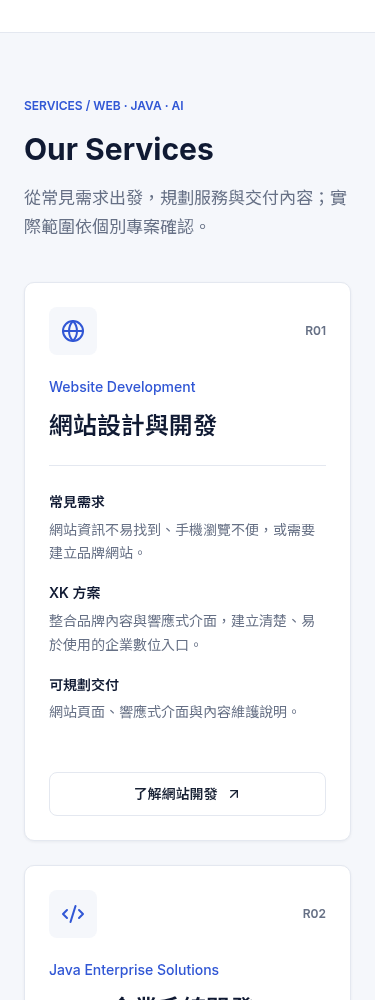 SERVICES / WEB · JAVA · AI
Our Services
從常見需求出發，規劃服務與交付內容；實
際範圍依個別專案確認。
R01
Website Development
網站設計與開發
常見需求
網站資訊不易找到、手機瀏覽不便，或需要
建立品牌網站。
XK 方案
整合品牌內容與響應式介面，建立清楚、易
於使用的企業數位入口。
可規劃交付
網站頁面、響應式介面與內容維護說明。
了解網站開發
R02
Java Enterprise Solutions